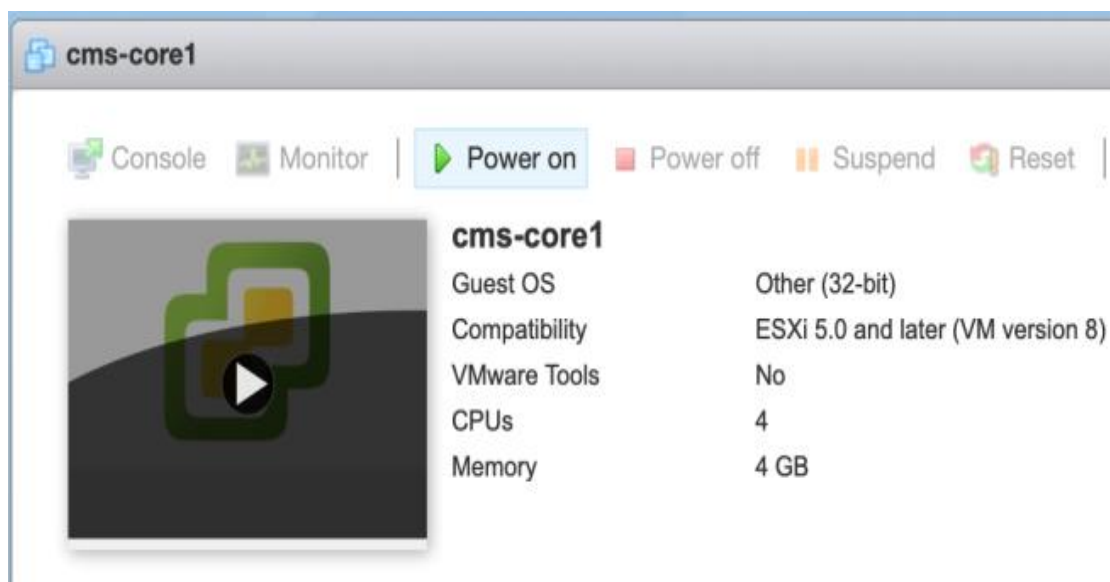 cms-core1
Console Monitor | Power on Power off Suspend Reset |
cms-core1
Guest OS Other (32-bit)
Compatibility ESXi 5.0 and later (VM version 8)
VMware Tools No
CPUs 4
Memory 4 GB